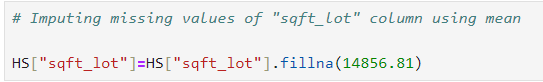 # Imputing missing values of "sqft_lot" column using mean
HS["sqft_lot"]=HS["sqft_lot"].fillna(14856.81)